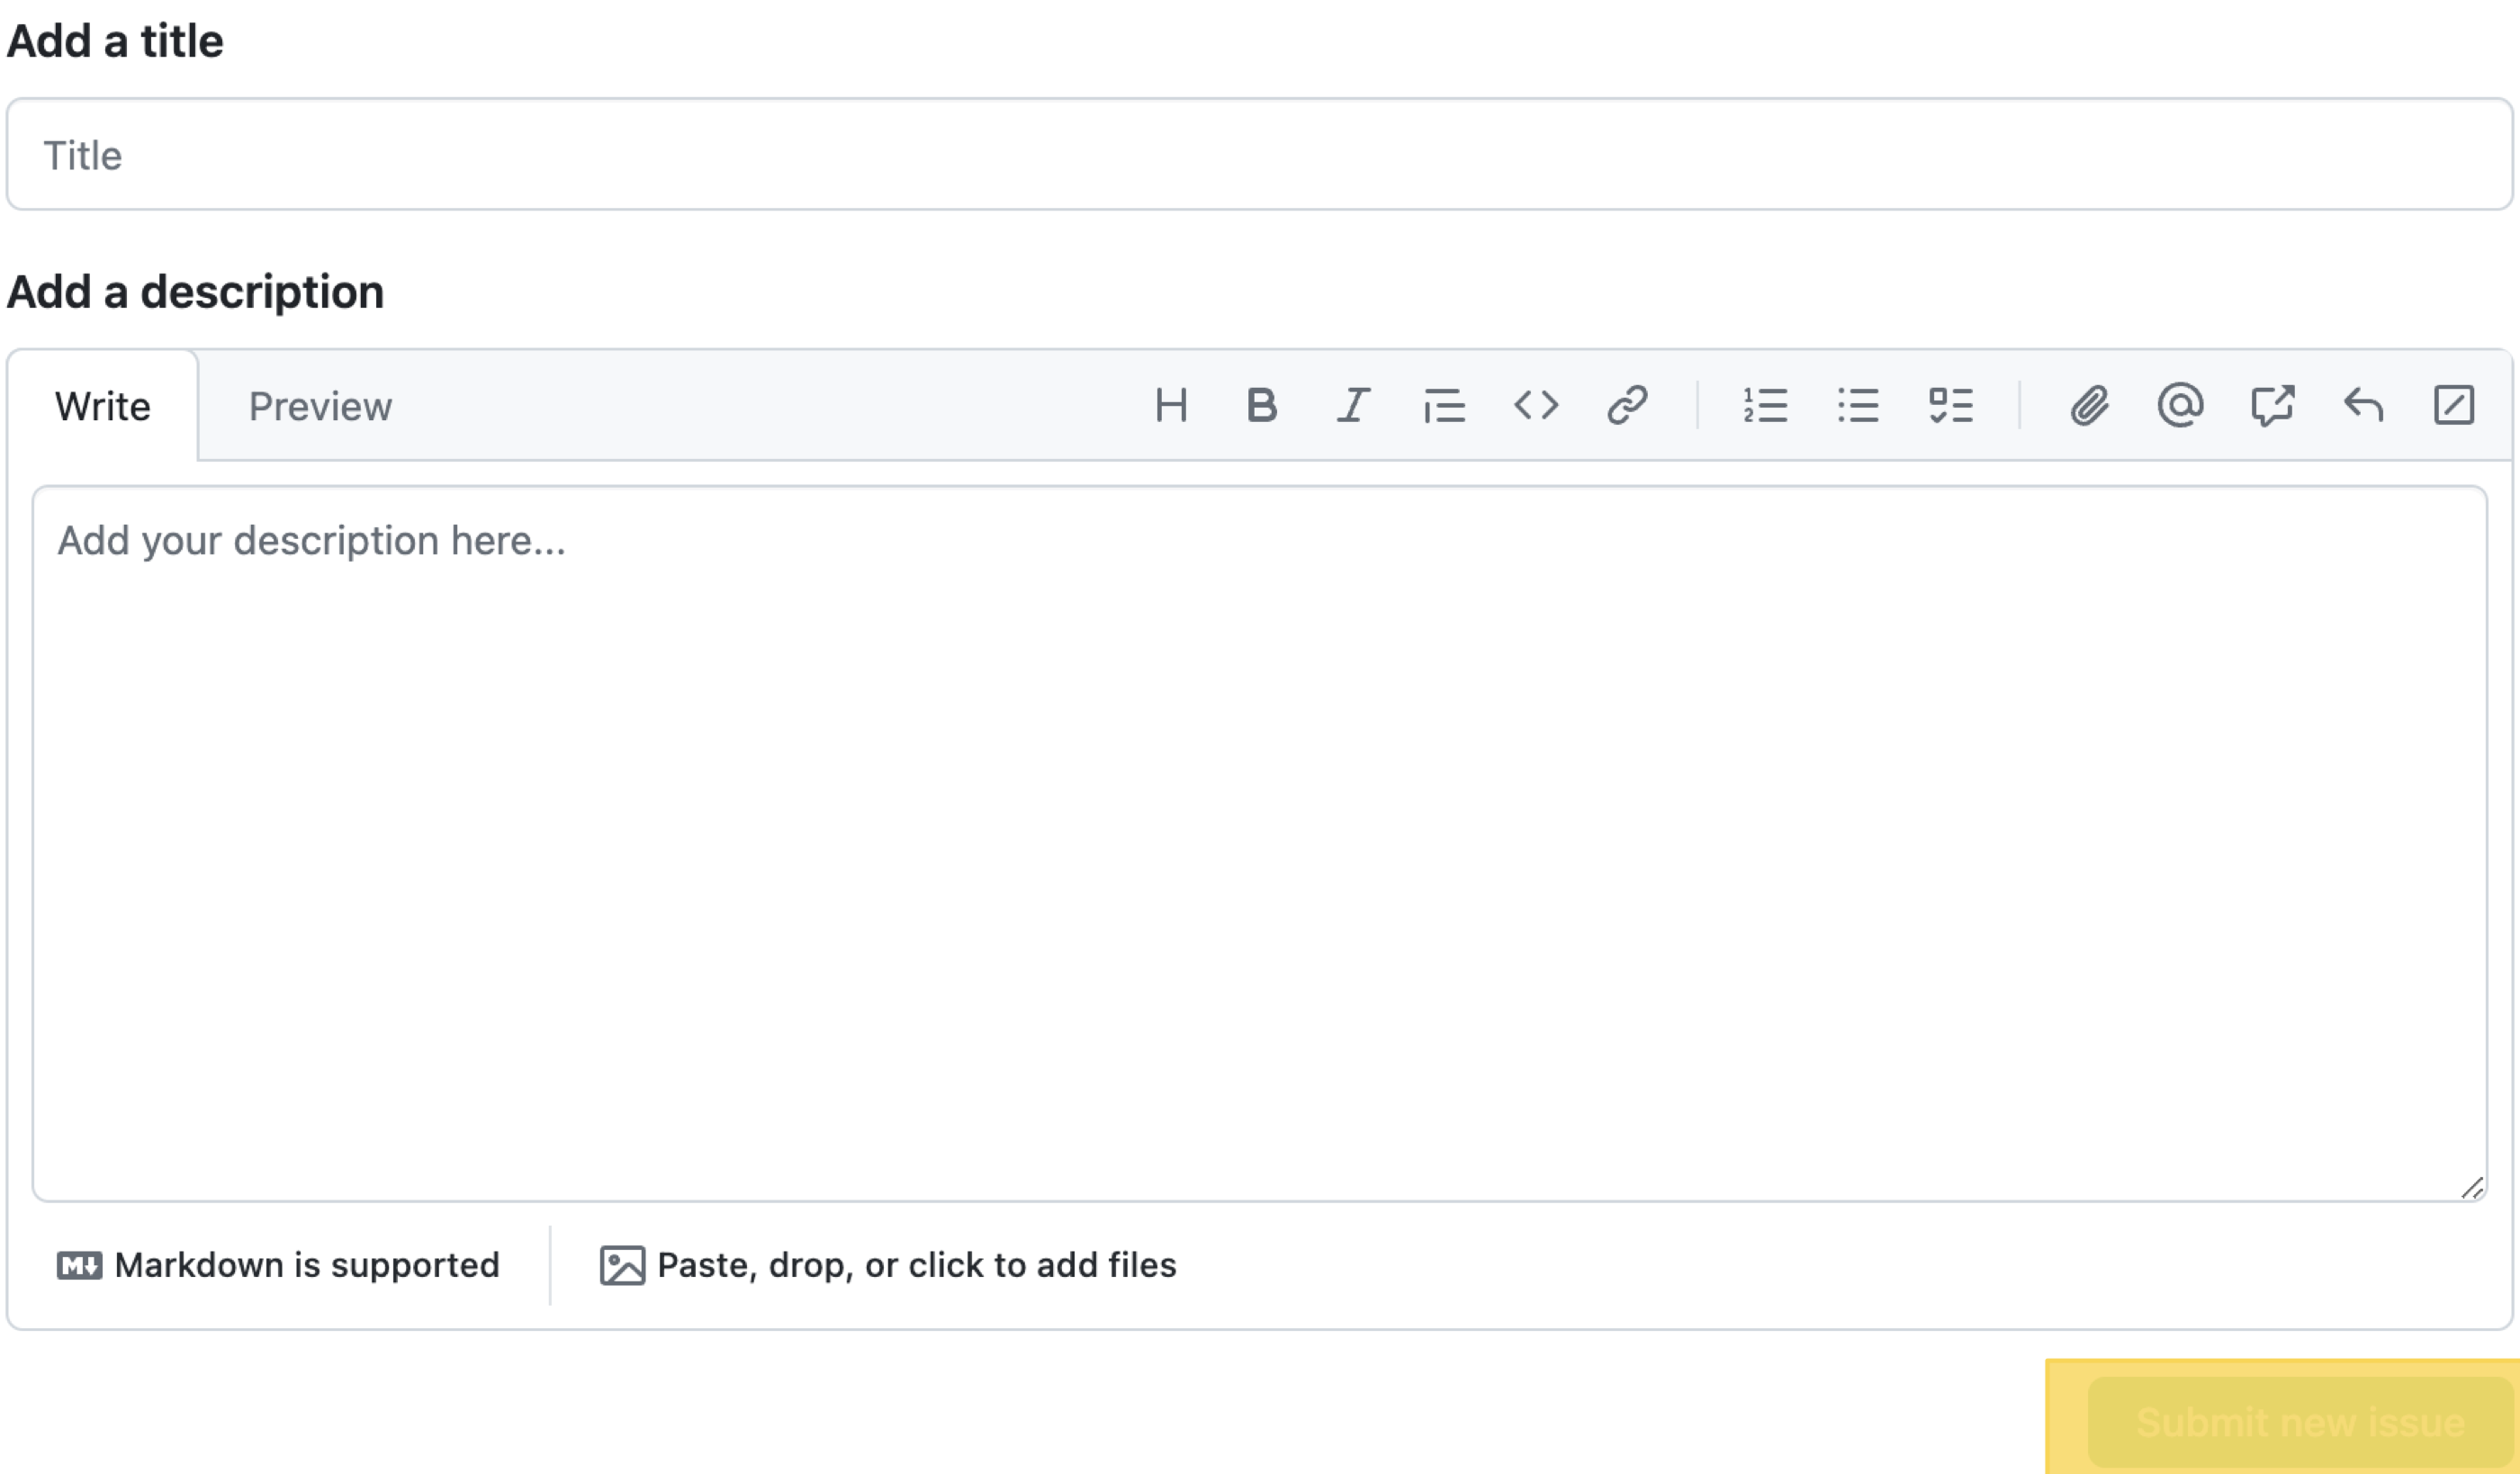 Add a title
Title
Add a description
Write Preview
Add your description here...
Markdown is supported Paste, drop, or click to add files
Submit new issue